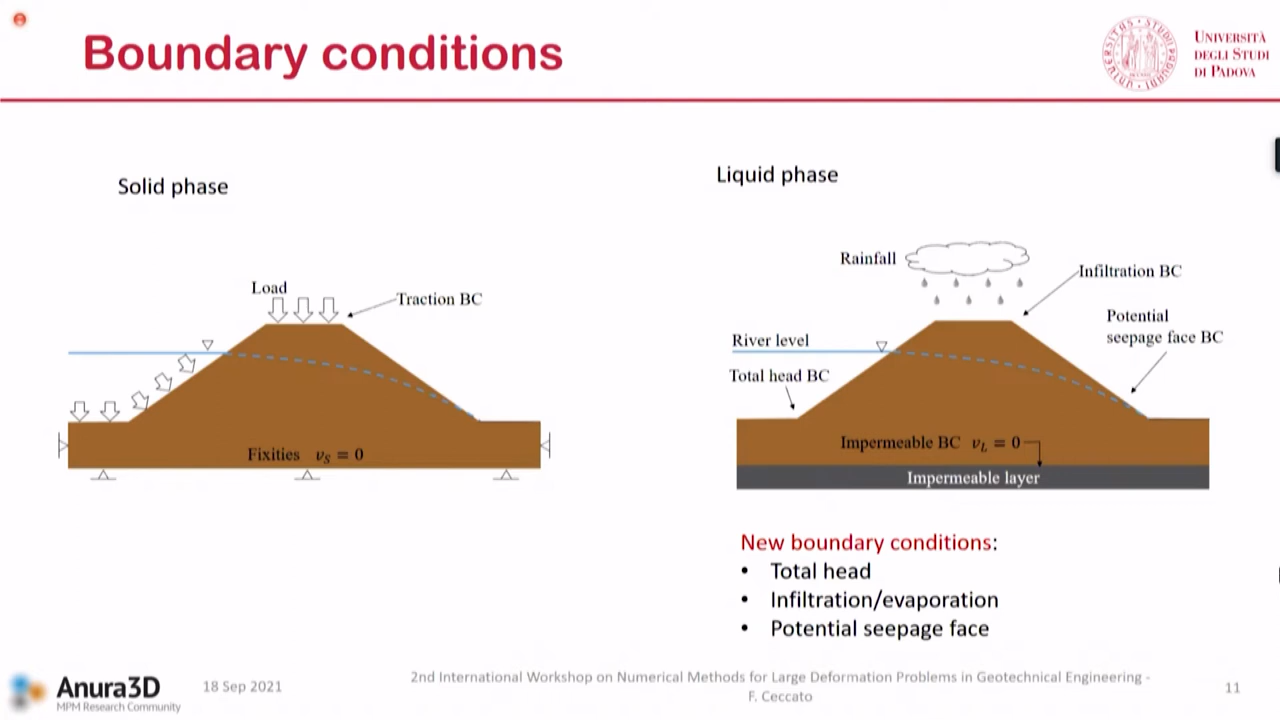 Boundary conditions
UNIVERSITÀ
DEGLI STUDI
DI PADOVA
Solid phase
Load
Traction BC
Fixities vS = 0
Liquid phase
Rainfall
Infiltration BC
Potential
seepage face BC
River level
Total head BC
Impermeable BC vL = 0
Impermeable layer
New boundary conditions:
• Total head
• Infiltration/evaporation
• Potential seepage face
Anura3D
MPM Research Community
18 Sep 2021
2nd International Workshop on Numerical Methods for Large Deformation Problems in Geotechnical Engineering -
F. Ceccato
11